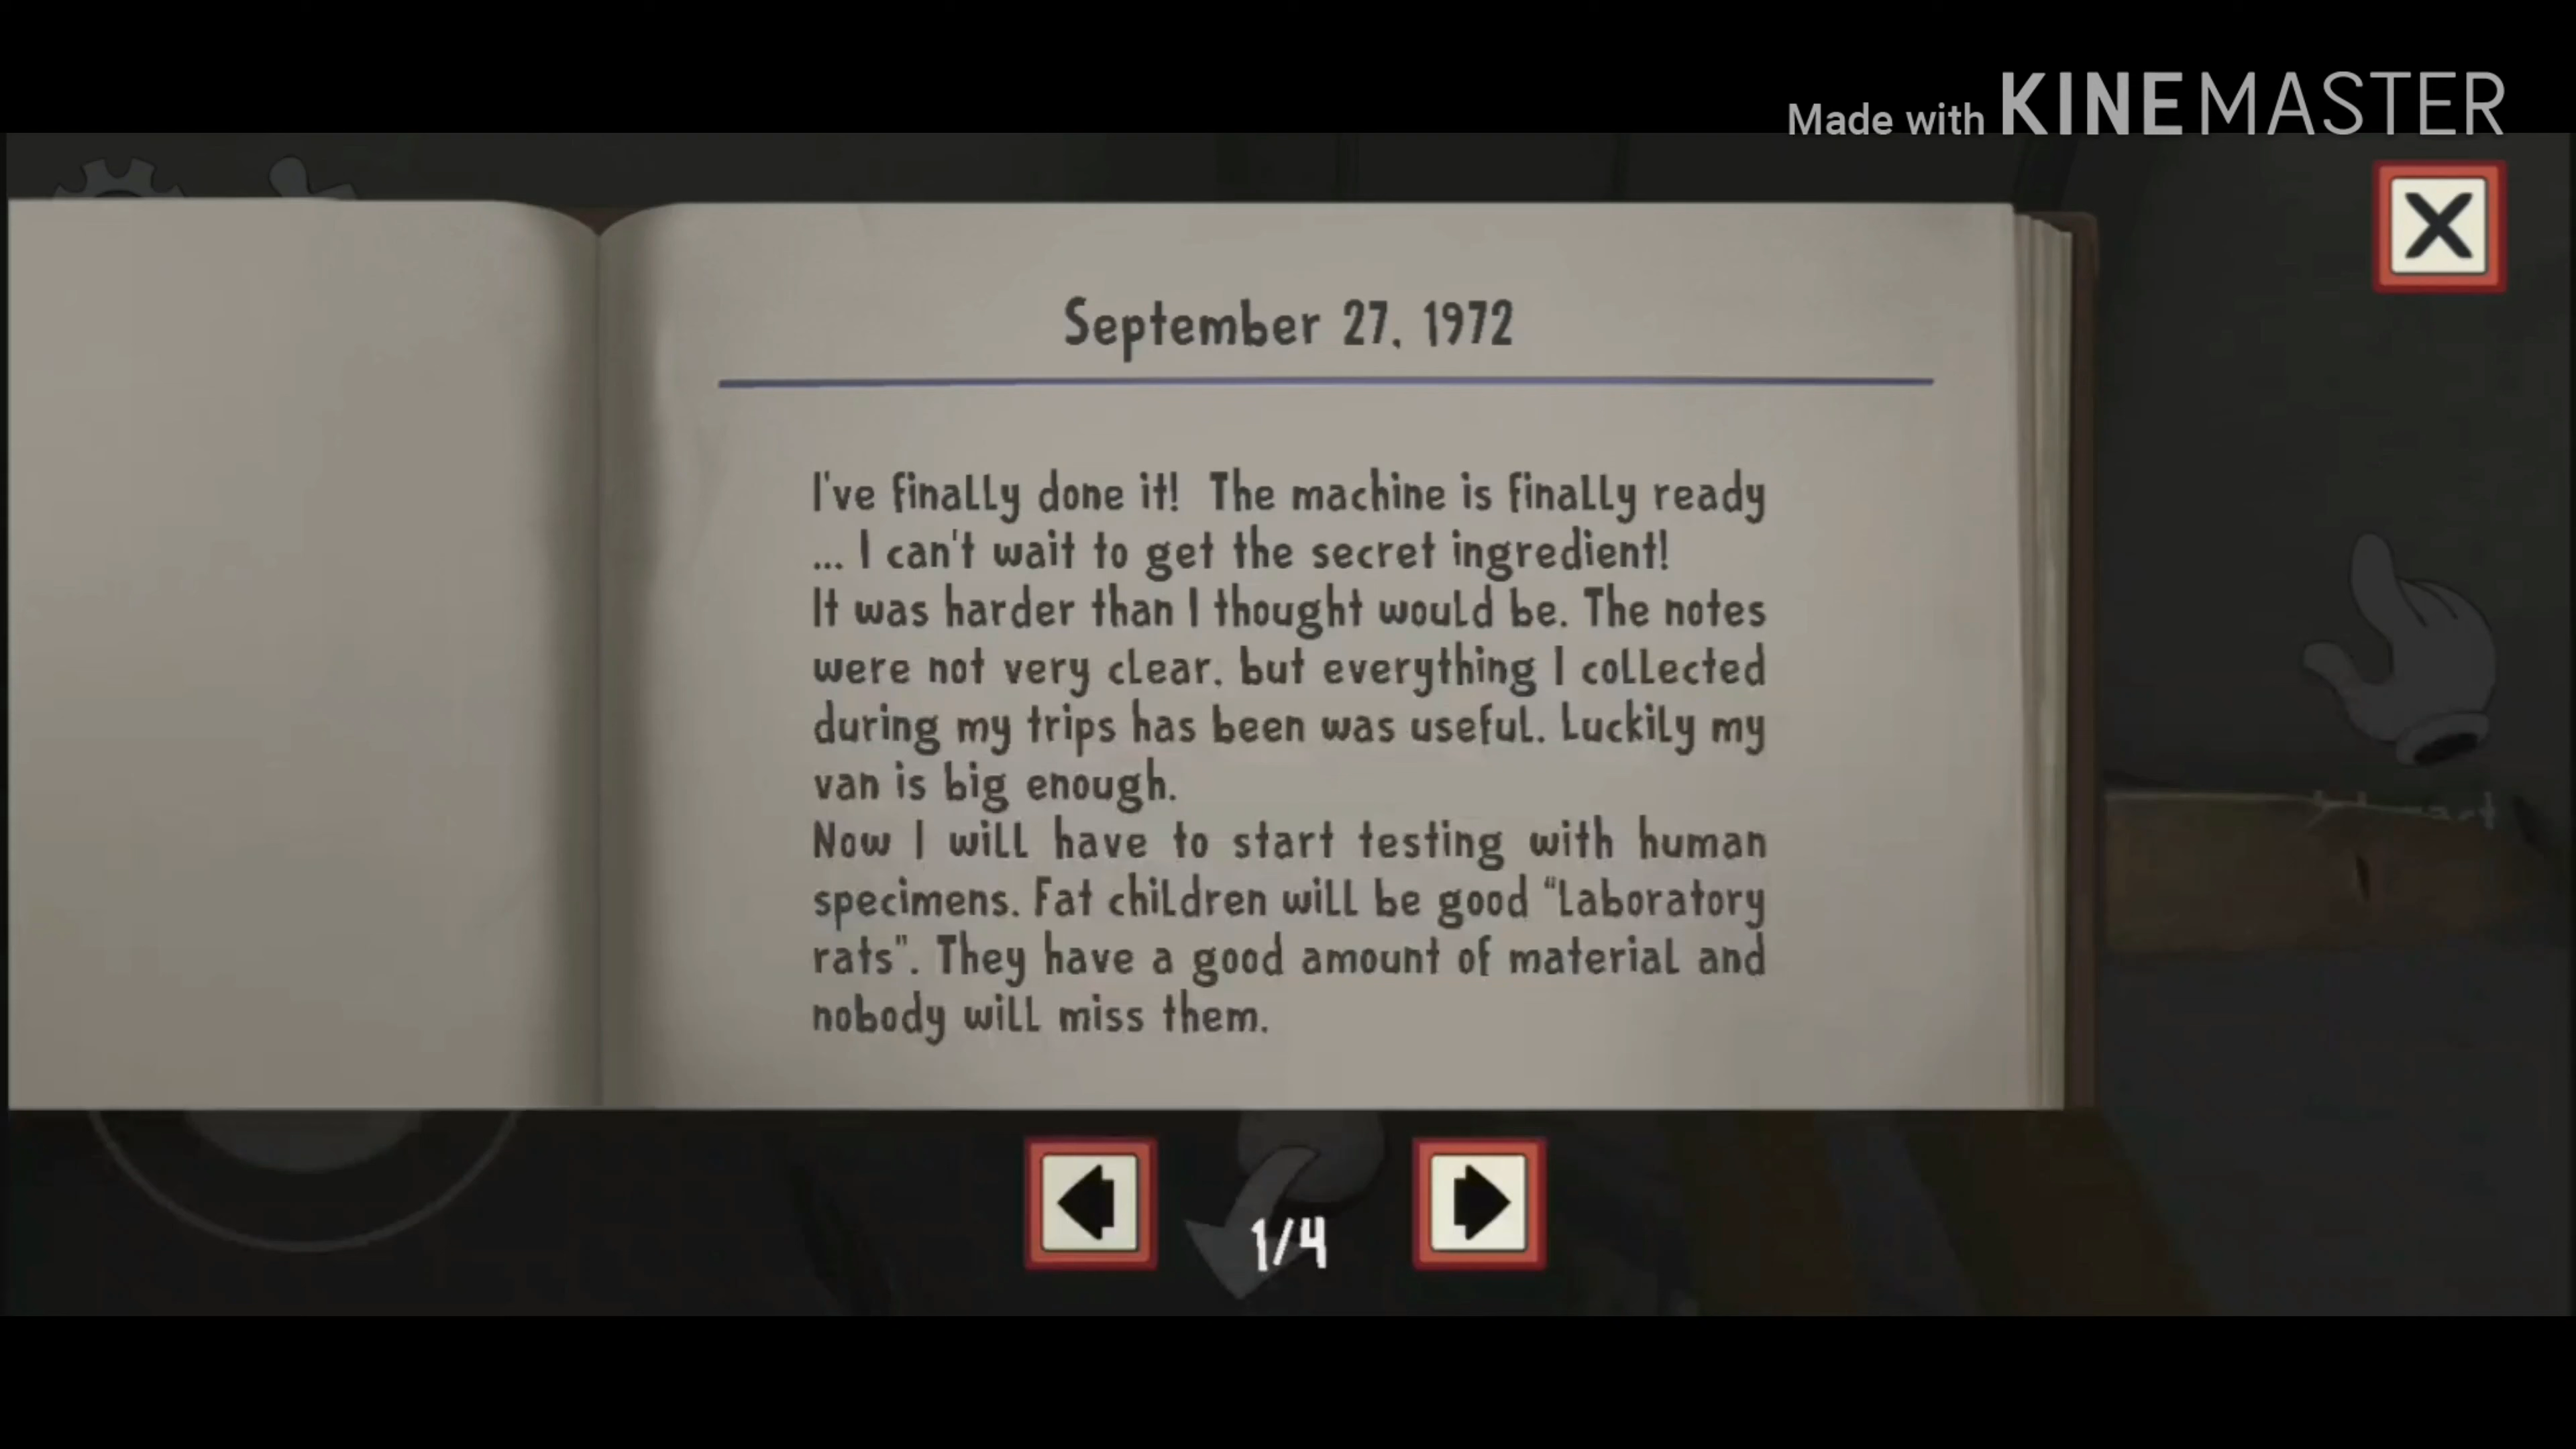 Made with KINEMASTER
September 27, 1972
I've finally done it! The machine is finally ready
... I can't wait to get the secret ingredient!
It was harder than I thought would be. The notes
were not very clear, but everything I collected
during my trips has been was useful. Luckily my
van is big enough.
Now I will have to start testing with human
specimens. Fat children will be good “Laboratory
rats”. They have a good amount of material and
nobody will miss them.
1/4